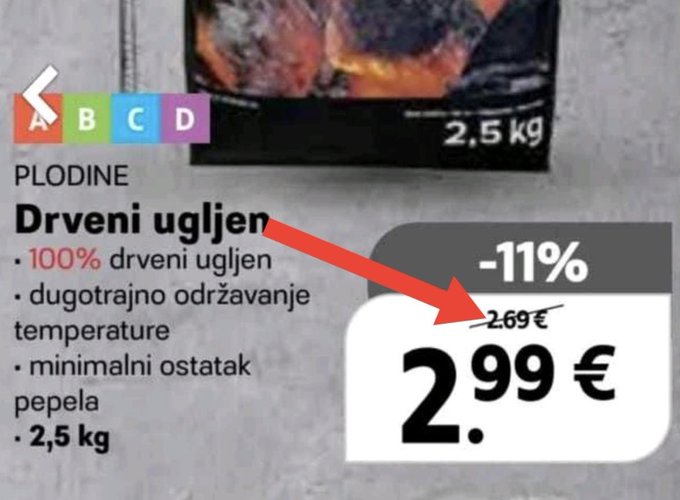 2,5 kg
A B C D
PLODINE
Drveni ugljen
• 100% drveni ugljen
• dugotrajno održavanje
temperature
• minimalni ostatak
pepela
• 2,5 kg
-11%
2.69 €
2.99 €